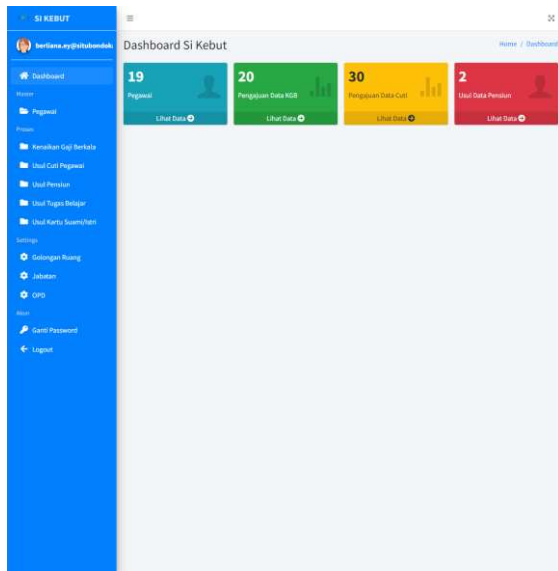 SI KEBUT
berliana.ey@situbondok
Dashboard
Master
Pegawai
Proses
Kenaikan Gaji Berkala
Usul Cuti Pegawai
Usul Pensiun
Usul Tugas Belajar
Usul Kartu Suami/Istri
Settings
Golongan Ruang
Jabatan
OPD
Akun
Ganti Password
Logout
Dashboard Si Kebut
Home / Dashboard
19
Pegawai
Lihat Data
20
Pengajuan Data KGB
Lihat Data
30
Pengajuan Data Cuti
Lihat Data
2
Usul Data Pensiun
Lihat Data